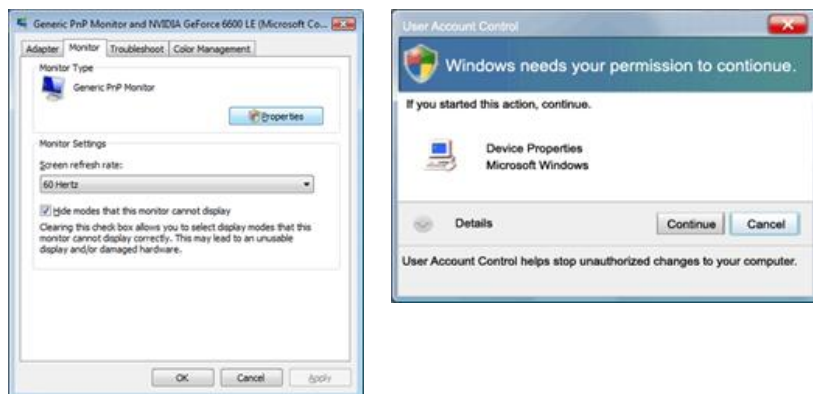 Generic PnP Monitor and NVIDIA GeForce 6600 LE (Microsoft Co...
Adapter Monitor Troubleshoot Color Management
Monitor Type
Generic PnP Monitor
Properties
Monitor Settings
Screen refresh rate:
60 Hertz
Hide modes that this monitor cannot display
Clearing this check box allows you to select display modes that this
monitor cannot display correctly. This may lead to an unusable
display and/or damaged hardware.
OK Cancel Apply
User Account Control
Windows needs your permission to contionue.
If you started this action, continue.
Device Properties
Microsoft Windows
Details Continue Cancel
User Account Control helps stop unauthorized changes to your computer.